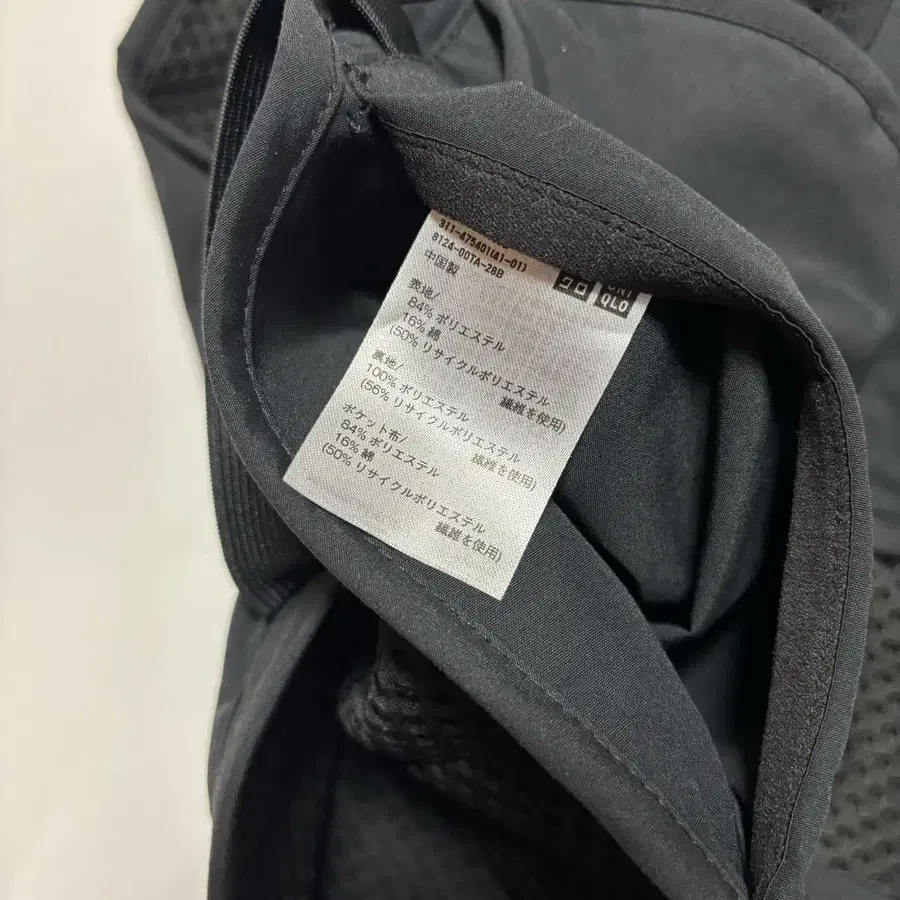 311-475401(41-01)
8124-00TA-28B
中国製
表地/
84% ポリエステル
16% 綿
(50% リサイクルポリエステル
繊維を使用)
裏地/
100% ポリエステル
(56% リサイクルポリエステル
繊維を使用)
ポケット布/
84% ポリエステル
16% 綿
(50% リサイクルポリエステル
繊維を使用)
クロ
UNI
QLO